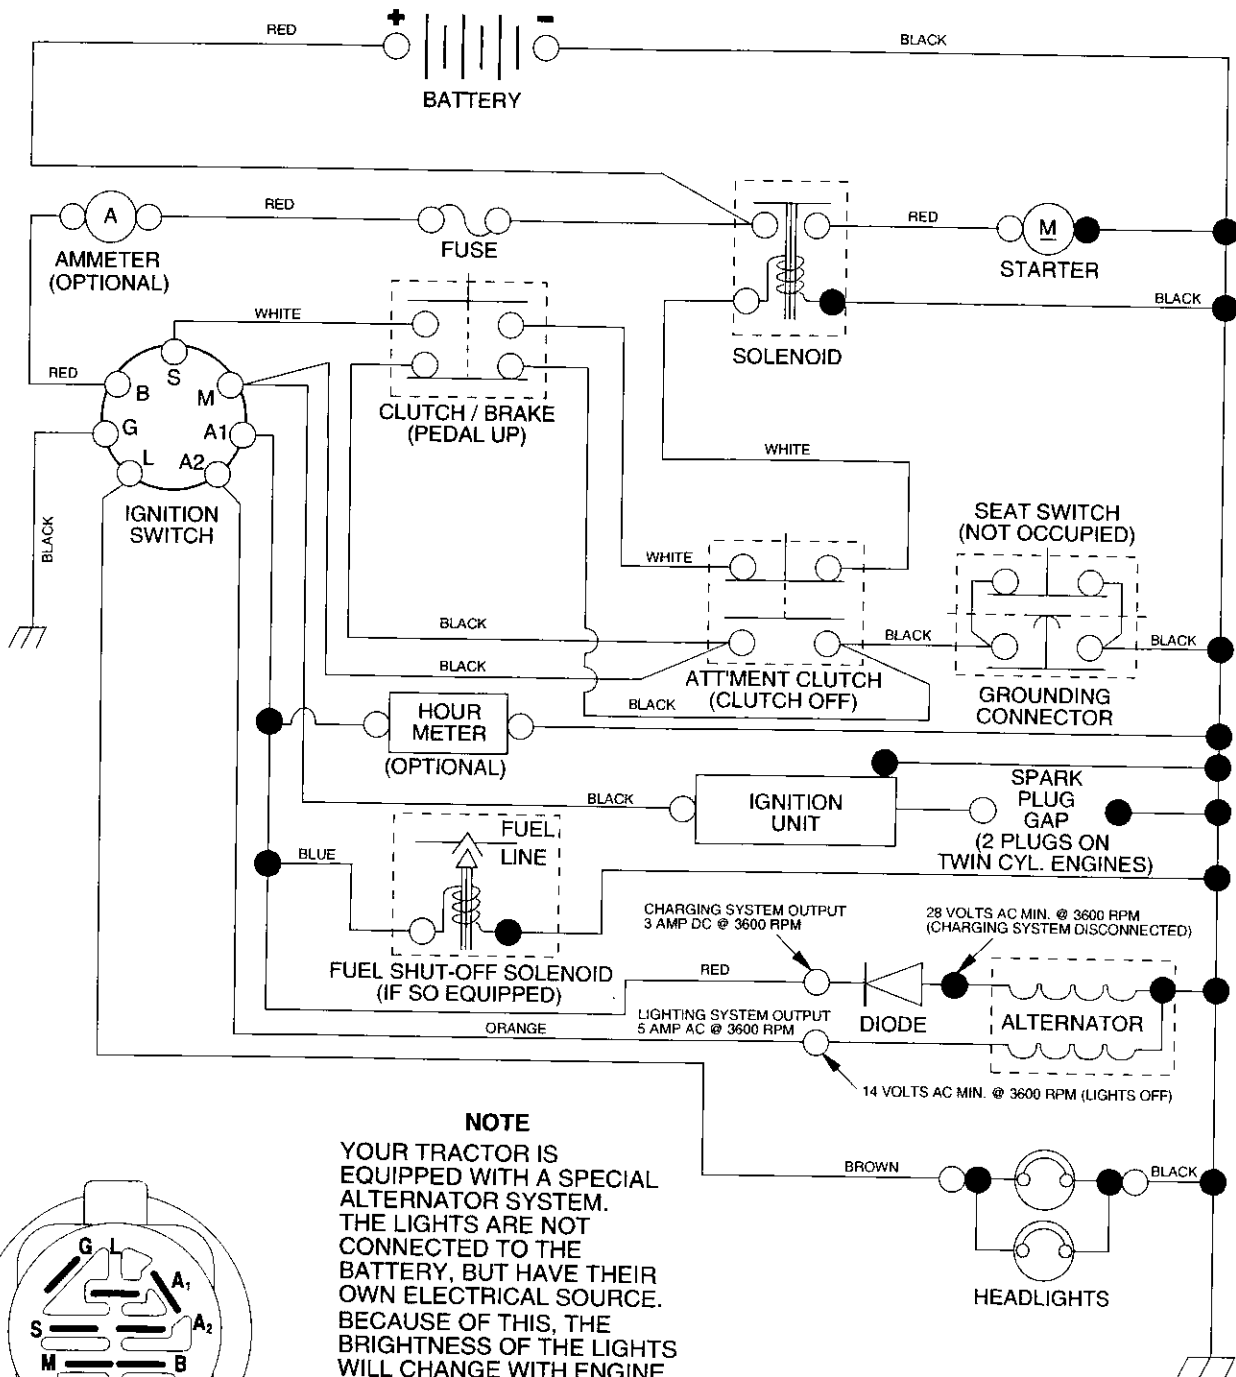 + -
RED
BLACK
BATTERY
A
RED
FUSE
RED
M
AMMETER
(OPTIONAL)
STARTER
WHITE
BLACK
SOLENOID
RED
S
B
M
G
A1
L
A2
CLUTCH / BRAKE
(PEDAL UP)
IGNITION
SWITCH
BLACK
WHITE
SEAT SWITCH
(NOT OCCUPIED)
WHITE
BLACK
BLACK
BLACK
BLACK
ATT'MENT CLUTCH
(CLUTCH OFF)
BLACK
GROUNDING
CONNECTOR
HOUR
METER
(OPTIONAL)
BLACK
IGNITION
UNIT
SPARK
PLUG
GAP
(2 PLUGS ON
TWIN CYL. ENGINES)
FUEL
LINE
BLUE
FUEL SHUT-OFF SOLENOID
(IF SO EQUIPPED)
CHARGING SYSTEM OUTPUT
3 AMP DC @ 3600 RPM
28 VOLTS AC MIN. @ 3600 RPM
(CHARGING SYSTEM DISCONNECTED)
RED
DIODE
ALTERNATOR
LIGHTING SYSTEM OUTPUT
5 AMP AC @ 3600 RPM
ORANGE
14 VOLTS AC MIN. @ 3600 RPM (LIGHTS OFF)
NOTE
YOUR TRACTOR IS
EQUIPPED WITH A SPECIAL
ALTERNATOR SYSTEM.
THE LIGHTS ARE NOT
CONNECTED TO THE
BATTERY, BUT HAVE THEIR
OWN ELECTRICAL SOURCE.
BECAUSE OF THIS, THE
BRIGHTNESS OF THE LIGHTS
WILL CHANGE WITH ENGINE
BROWN
BLACK
HEADLIGHTS
G L
A1
S
A2
M
B